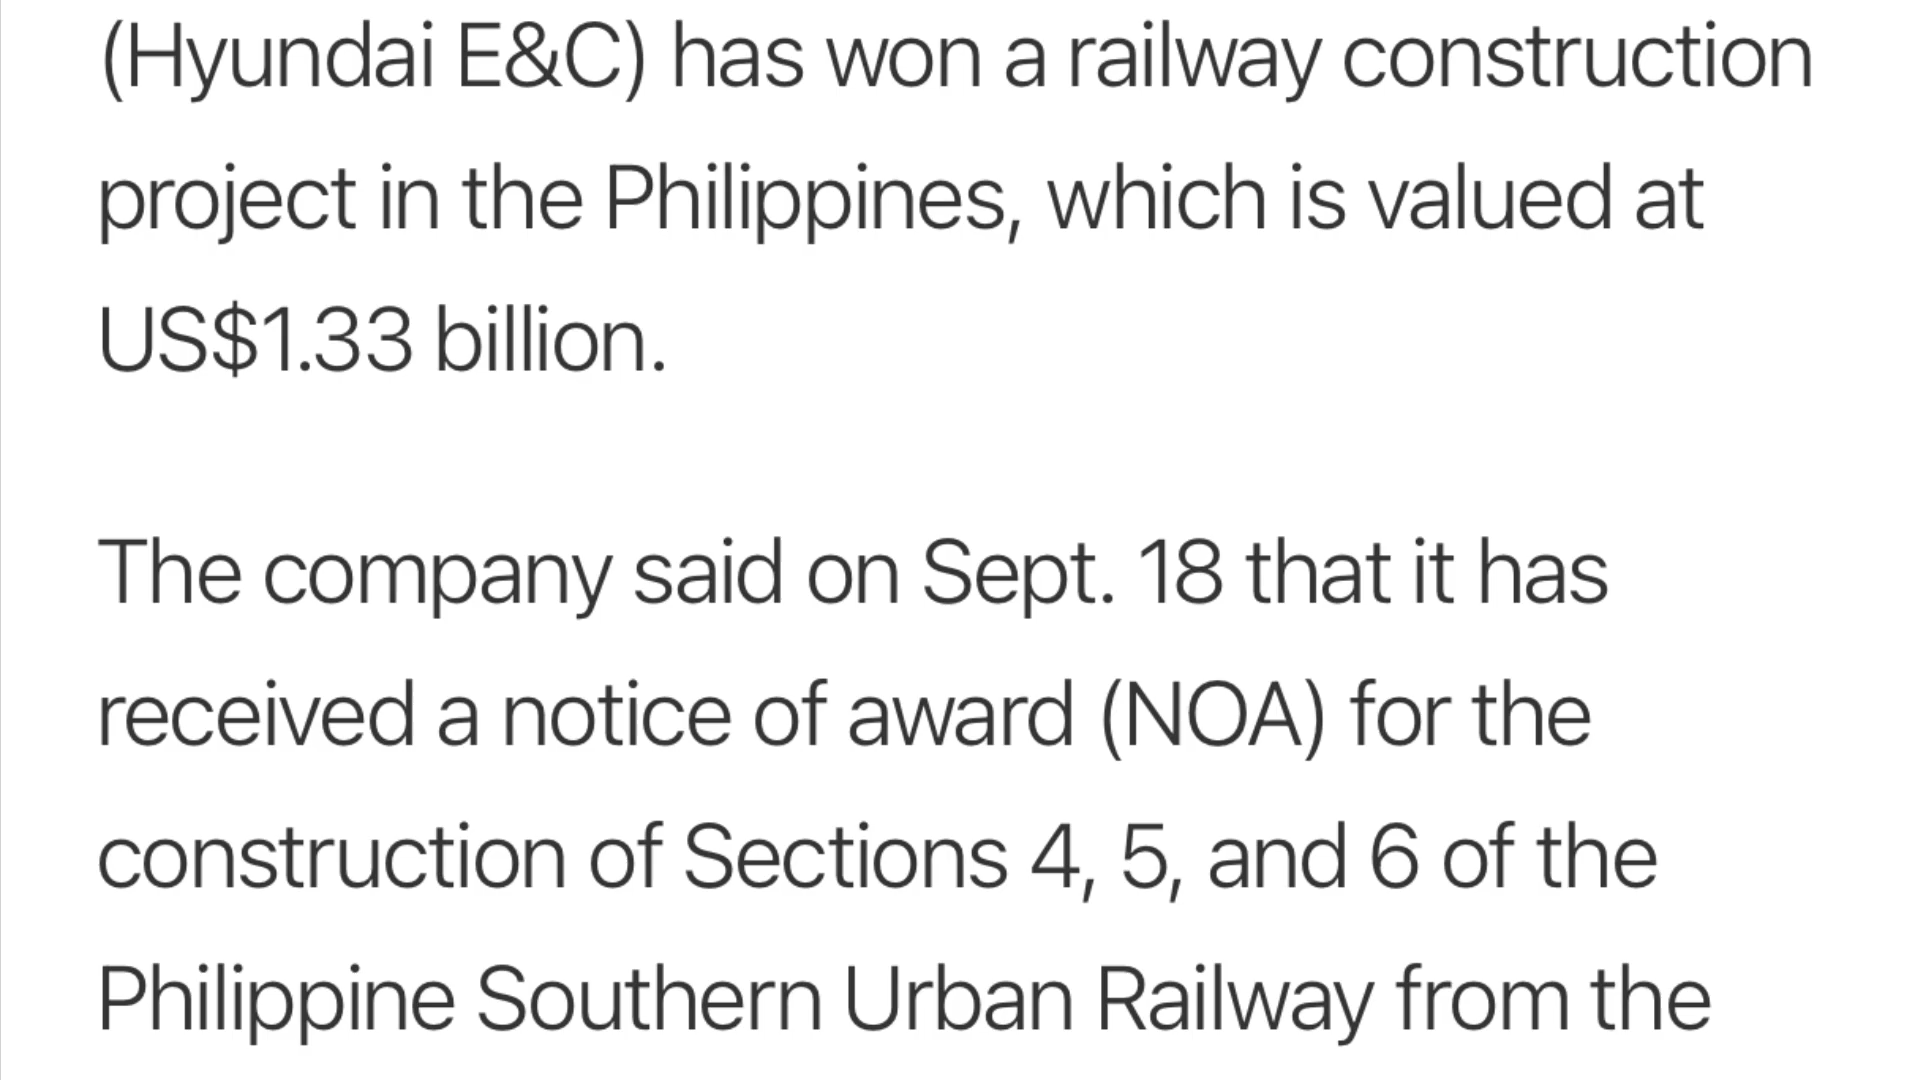 (Hyundai E&C) has won a railway construction
project in the Philippines, which is valued at
US$1.33 billion.
The company said on Sept. 18 that it has
received a notice of award (NOA) for the
construction of Sections 4, 5, and 6 of the
Philippine Southern Urban Railway from the